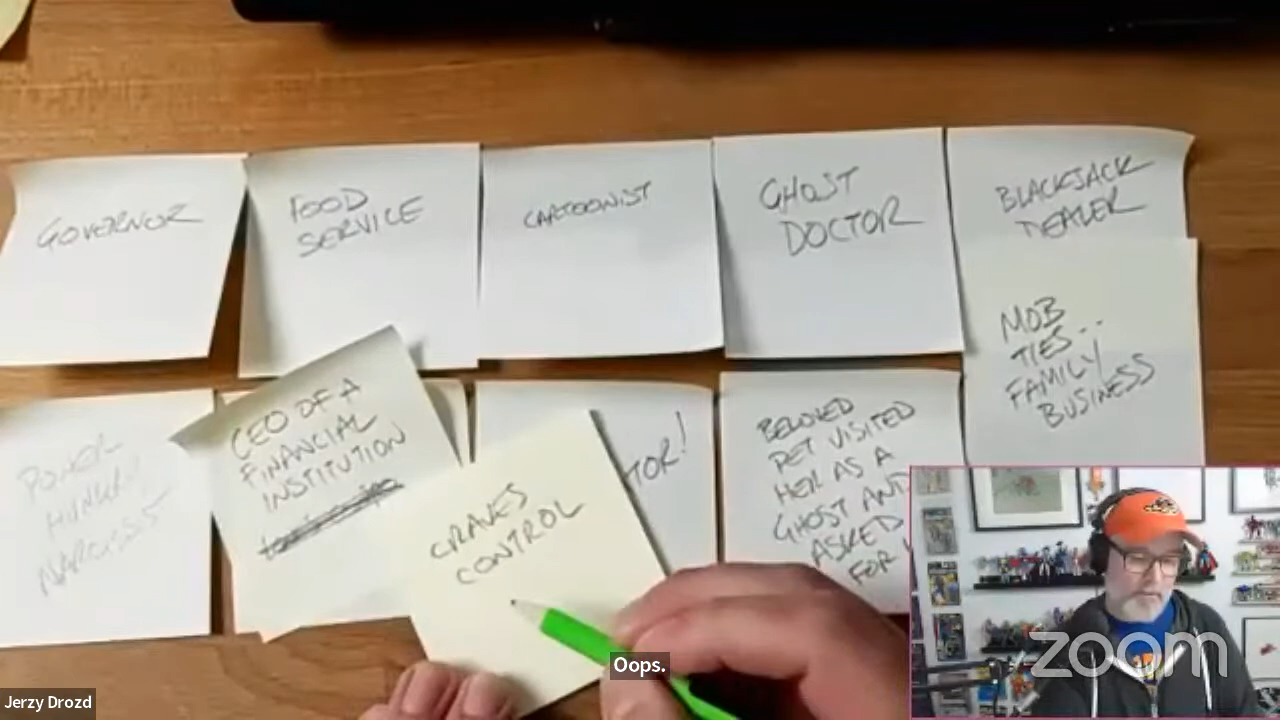 GOVERNOR
FOOD
SERVICE
CARTOONIST
GHOST
DOCTOR
BLACKJACK
DEALER
MOB
TIES..
FAMILY
BUSINESS
POWER
HUNGRY
NARCISSIST
CEO OF A
FINANCIAL
INSTITUTION
CRAVES
CONTROL
TOR!
BELOVED
PET VISITED
HER AS A
GHOST AND
ASKED
FOR
Oops.
zoom
Jerzy Drozd